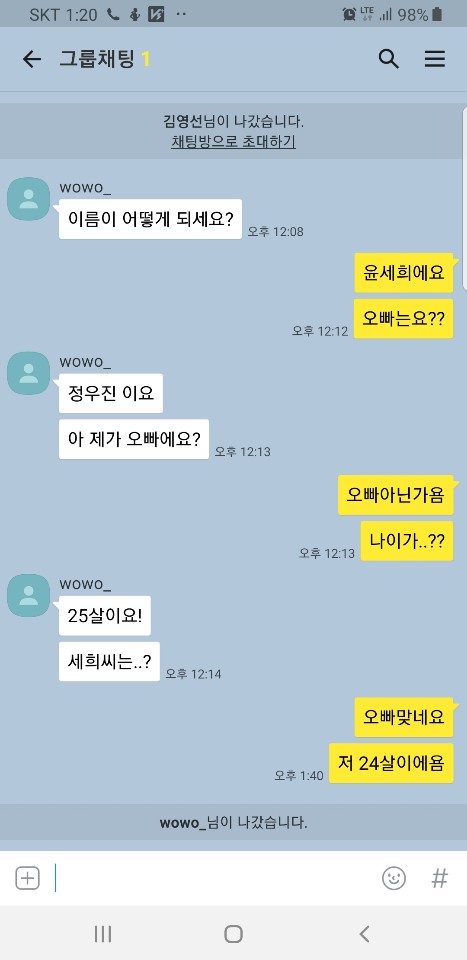 SKT 1:20
LTE
98%
그룹채팅 1
김영선님이 나갔습니다.
채팅방으로 초대하기
wowo_
이름이 어떻게 되세요?
오후 12:08
윤세희에요
오빠는요??
오후 12:12
wowo_
정우진 이요
아 제가 오빠에요?
오후 12:13
오빠아닌가욤
나이가..??
오후 12:13
wowo_
25살이요!
세희씨는..?
오후 12:14
오빠맞네요
저 24살이에욤
오후 1:40
wowo_님이 나갔습니다.
#